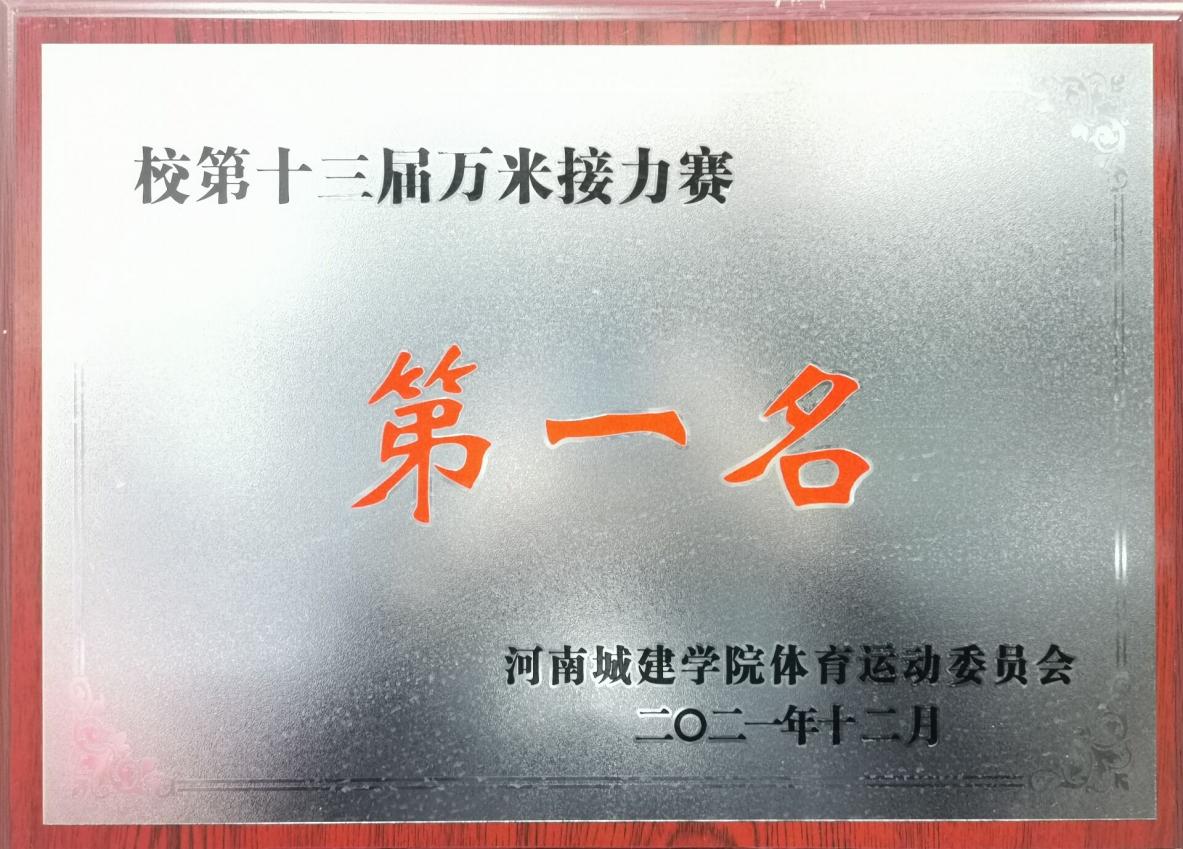 校第十三届万米接力赛
第一名
河南城建学院体育运动委员会
二〇二一年十二月